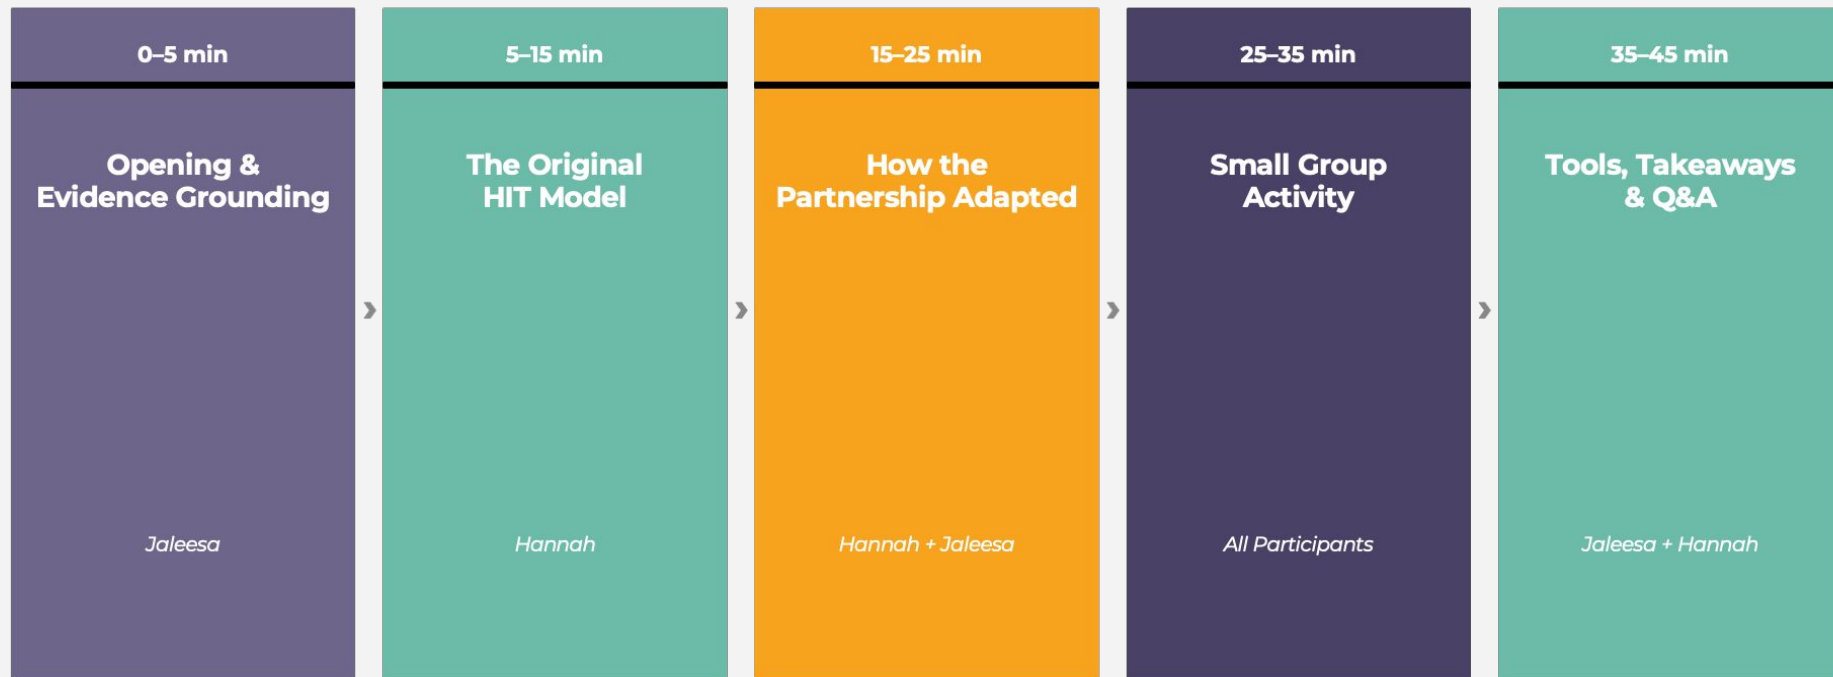 0–5 min
Opening &
Evidence Grounding
Jaleesa
›
5–15 min
The Original
HIT Model
Hannah
›
15–25 min
How the
Partnership Adapted
Hannah + Jaleesa
›
25–35 min
Small Group
Activity
All Participants
›
35–45 min
Tools, Takeaways
& Q&A
Jaleesa + Hannah